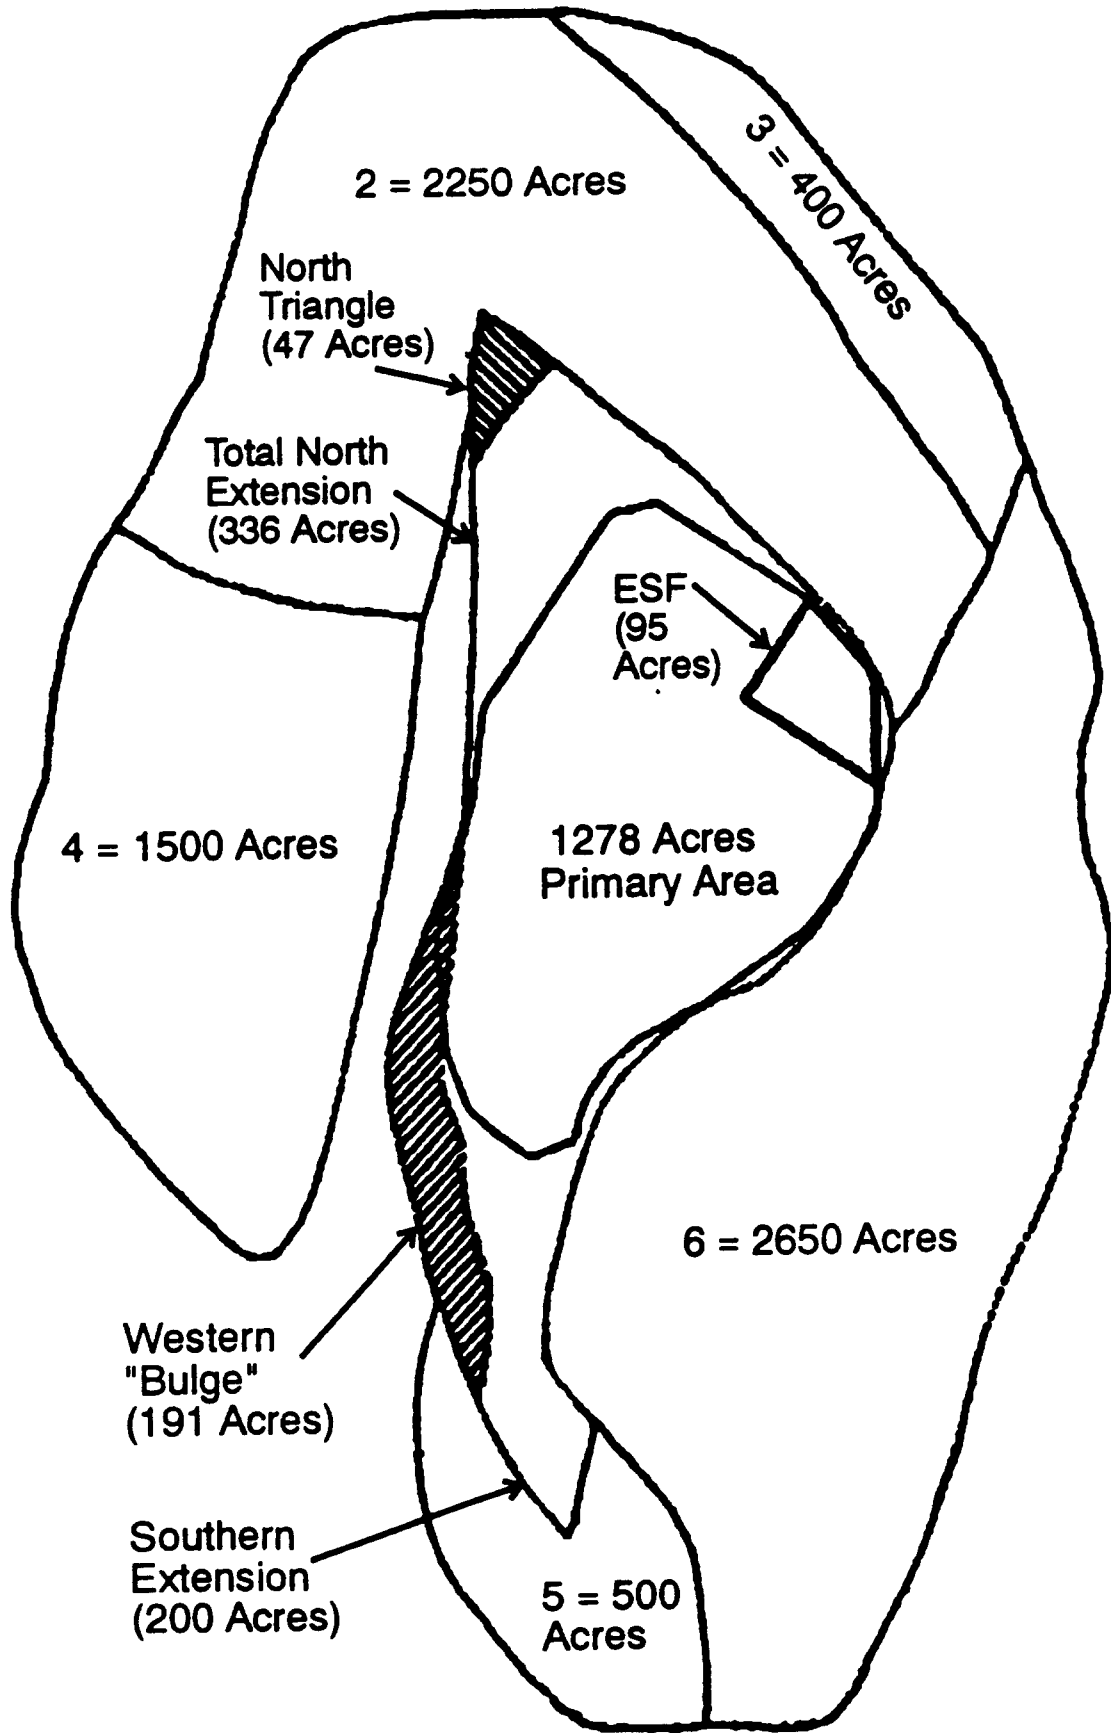 2 = 2250 Acres
3 = 400 Acres
North
Triangle
(47 Acres)
Total North
Extension
(336 Acres)
ESF
(95
Acres)
4 = 1500 Acres
1278 Acres
Primary Area
6 = 2650 Acres
Western
"Bulge"
(191 Acres)
Southern
Extension
(200 Acres)
5 = 500
Acres